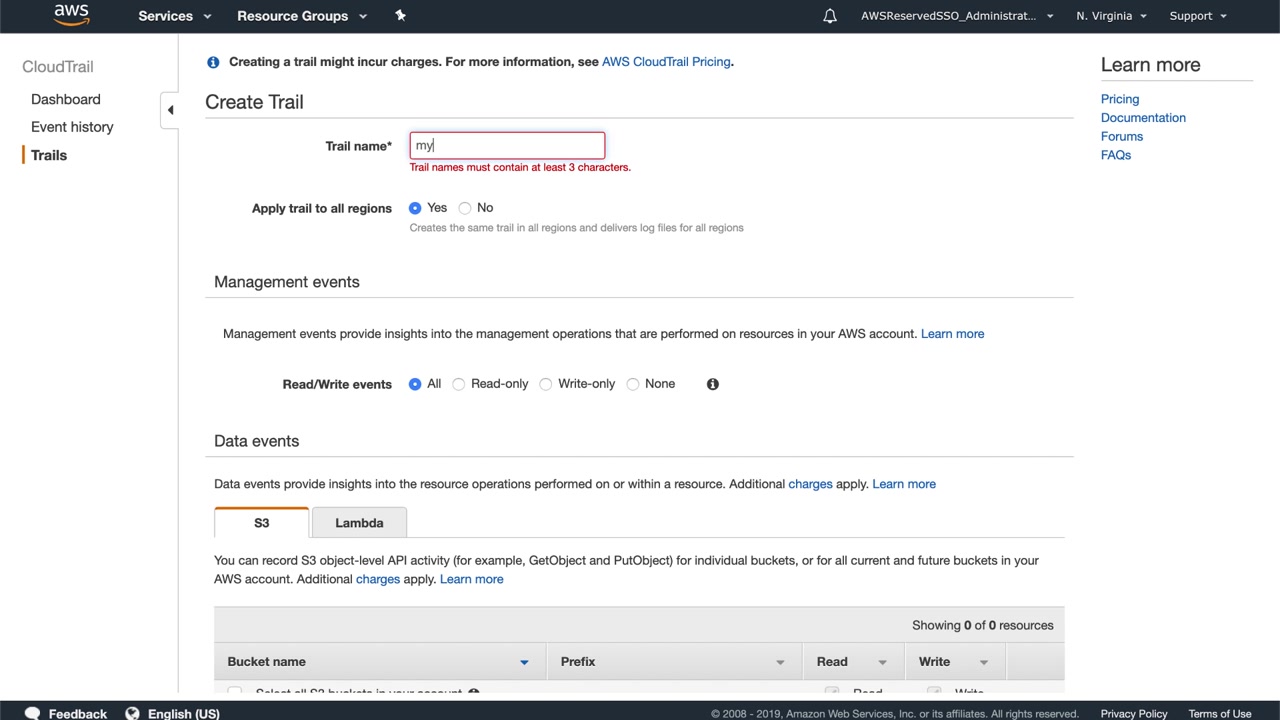 aws Services Resource Groups AWSReservedSSO_Administrat... N. Virginia Support
CloudTrail
Dashboard
Event history
Trails
Creating a trail might incur charges. For more information, see AWS CloudTrail Pricing.
Create Trail
Trail name* my
Trail names must contain at least 3 characters.
Apply trail to all regions Yes No
Creates the same trail in all regions and delivers log files for all regions
Management events
Management events provide insights into the management operations that are performed on resources in your AWS account. Learn more
Read/Write events All Read-only Write-only None
Data events
Data events provide insights into the resource operations performed on or within a resource. Additional charges apply. Learn more
S3 Lambda
You can record S3 object-level API activity (for example, GetObject and PutObject) for individual buckets, or for all current and future buckets in your
AWS account. Additional charges apply. Learn more
Showing 0 of 0 resources
Bucket name Prefix Read Write
Select all S3 buckets in your account Read Write
Learn more
Pricing
Documentation
Forums
FAQs
Feedback English (US) © 2008 - 2019, Amazon Web Services, Inc. or its affiliates. All rights reserved. Privacy Policy Terms of Use